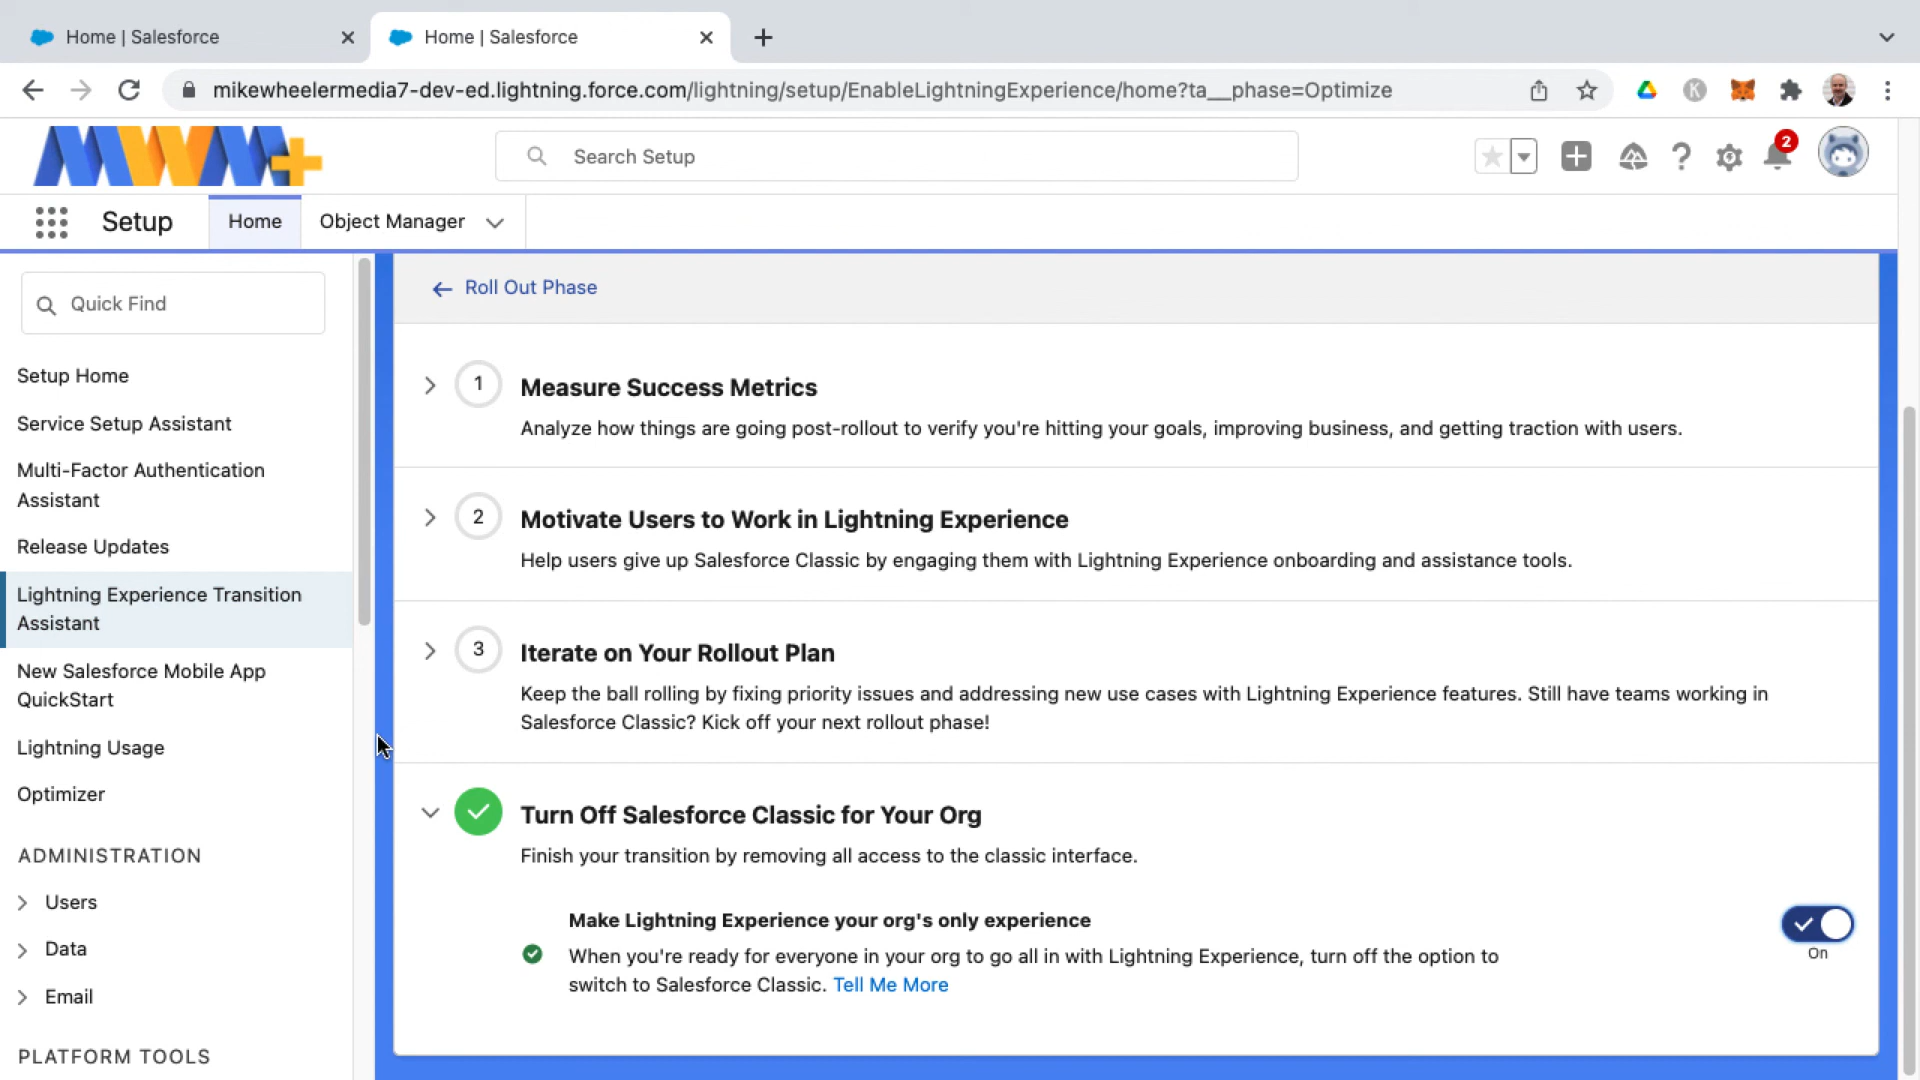 Home | Salesforce
Home | Salesforce
mikewheelermedia7-dev-ed.lightning.force.com/lightning/setup/EnableLightningExperience/home?ta__phase=Optimize
K
MWM+
Search Setup
2
Setup
Home
Object Manager
Quick Find
Setup Home
Service Setup Assistant
Multi-Factor Authentication
Assistant
Release Updates
Lightning Experience Transition
Assistant
New Salesforce Mobile App
QuickStart
Lightning Usage
Optimizer
ADMINISTRATION
Users
Data
Email
PLATFORM TOOLS
Roll Out Phase
1
Measure Success Metrics
Analyze how things are going post-rollout to verify you're hitting your goals, improving business, and getting traction with users.
2
Motivate Users to Work in Lightning Experience
Help users give up Salesforce Classic by engaging them with Lightning Experience onboarding and assistance tools.
3
Iterate on Your Rollout Plan
Keep the ball rolling by fixing priority issues and addressing new use cases with Lightning Experience features. Still have teams working in
Salesforce Classic? Kick off your next rollout phase!
Turn Off Salesforce Classic for Your Org
Finish your transition by removing all access to the classic interface.
Make Lightning Experience your org's only experience
When you're ready for everyone in your org to go all in with Lightning Experience, turn off the option to
switch to Salesforce Classic. Tell Me More
On